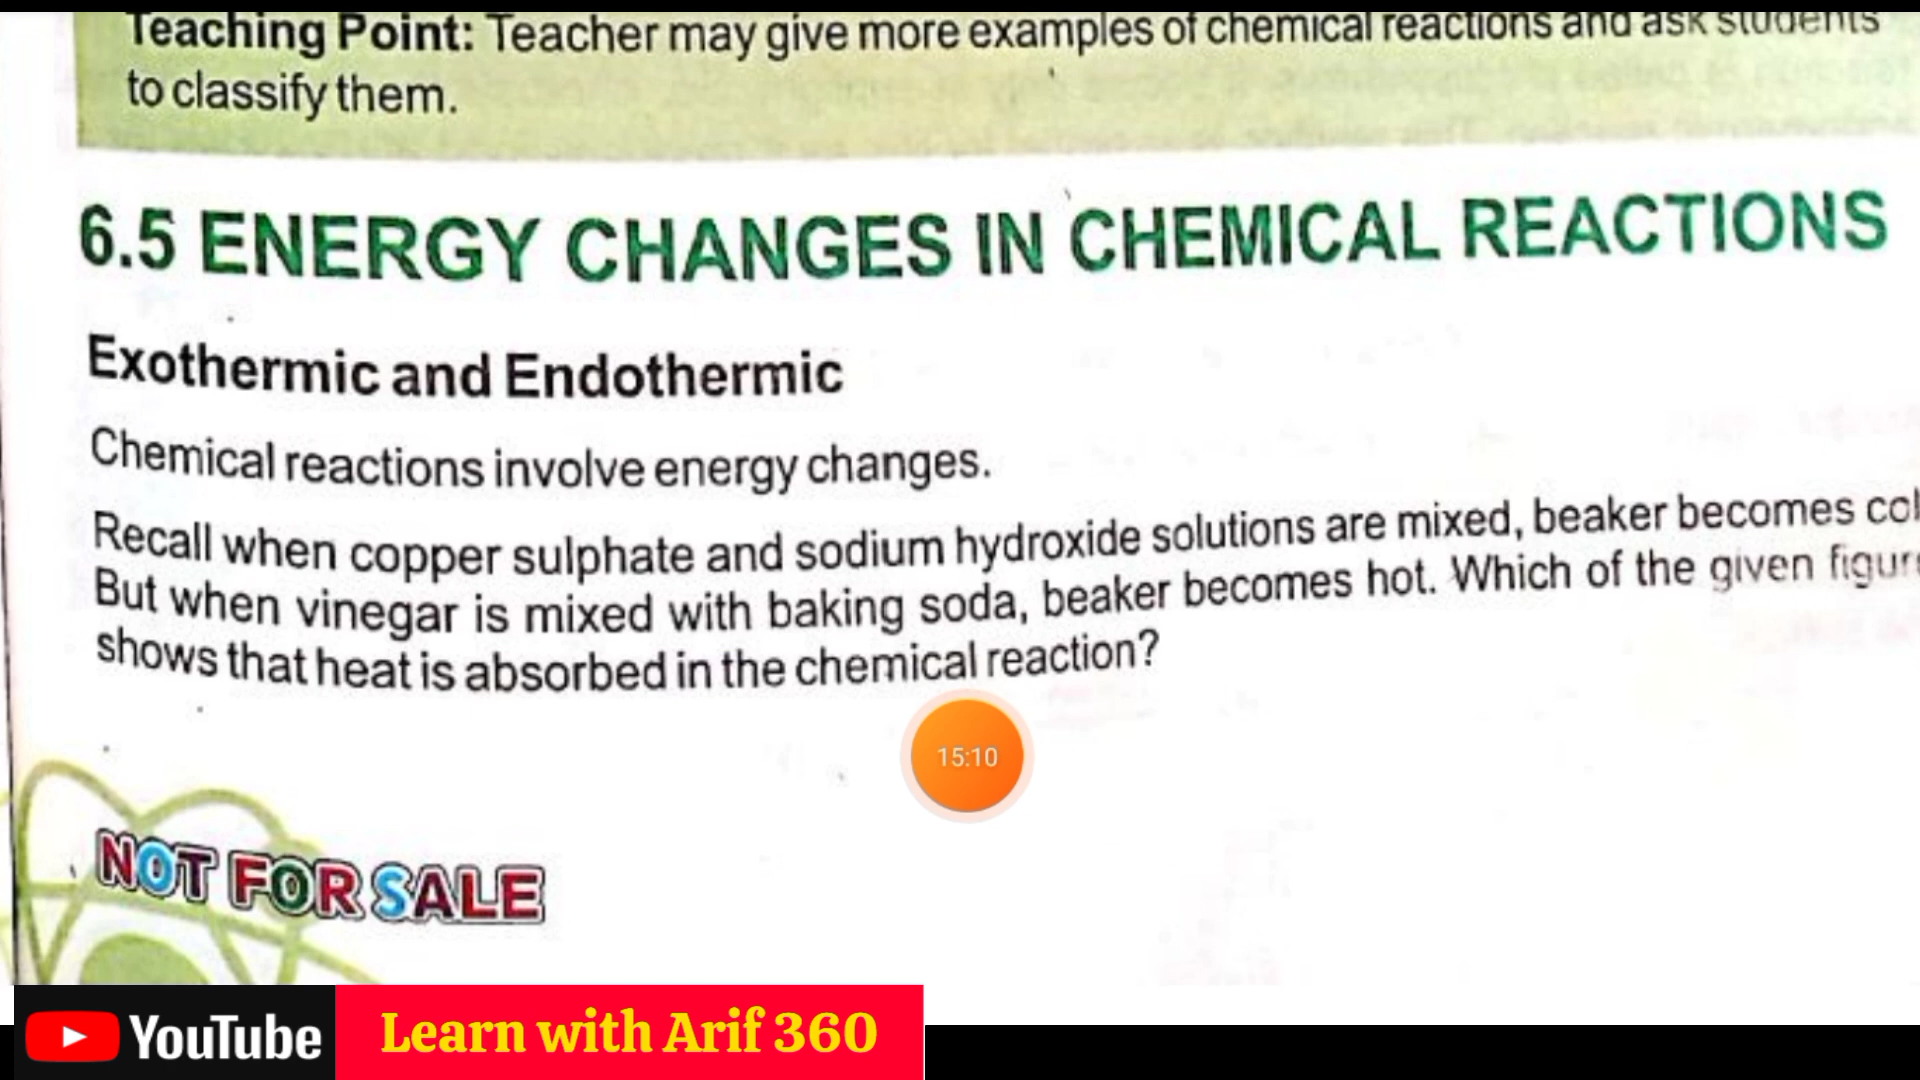 Teaching Point: Teacher may give more examples of chemical reactions and ask students
to classify them.
6.5 ENERGY CHANGES IN CHEMICAL REACTIONS
Exothermic and Endothermic
Chemical reactions involve energy changes.
Recall when copper sulphate and sodium hydroxide solutions are mixed, beaker becomes col
But when vinegar is mixed with baking soda, beaker becomes hot. Which of the given figure
shows that heat is absorbed in the chemical reaction?
15:10
NOT FOR SALE
YouTube
Learn with Arif 360